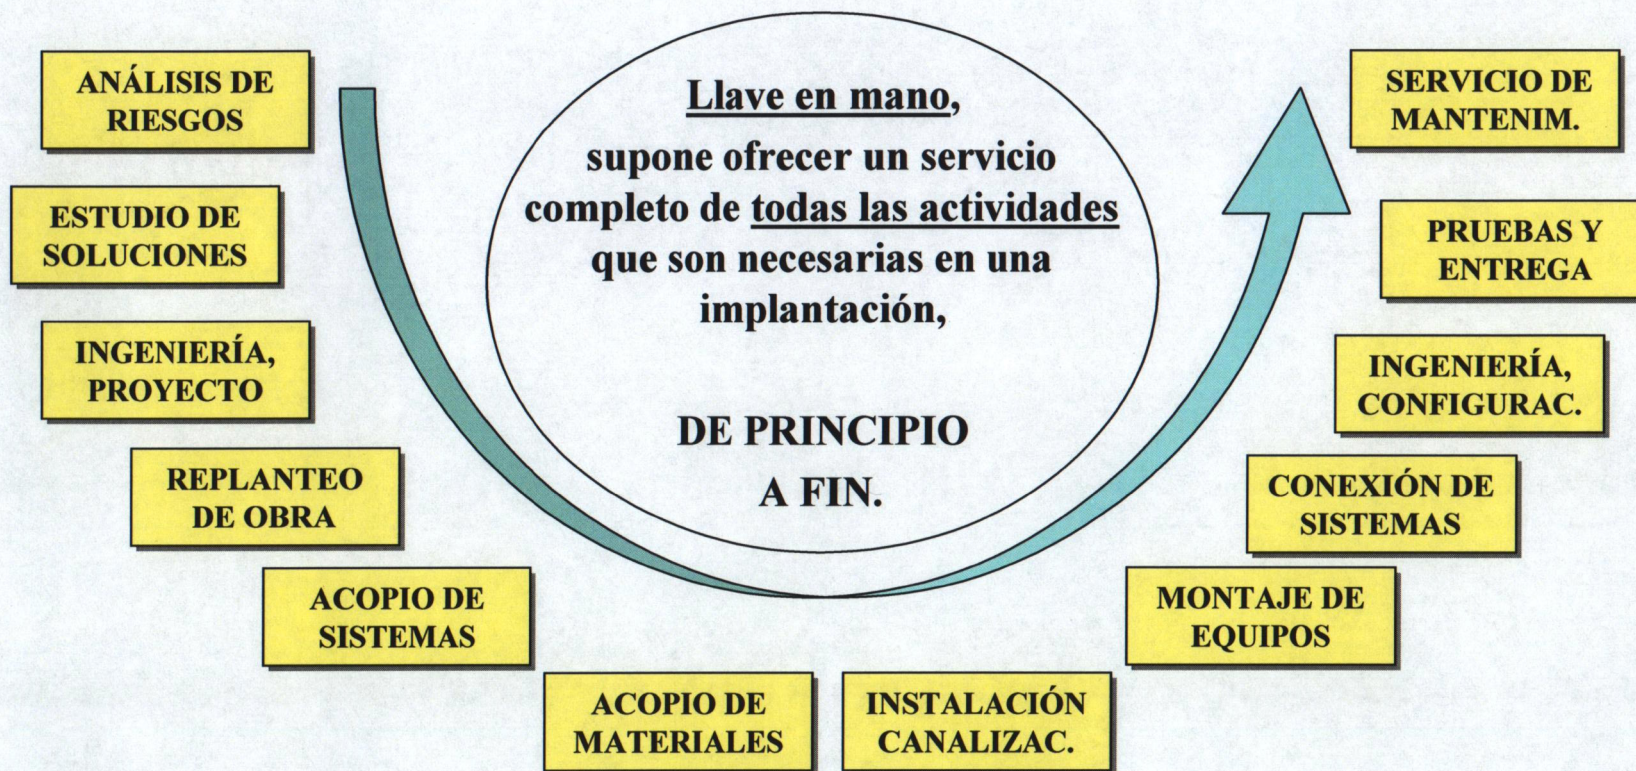 ANÁLISIS DE
RIESGOS
ESTUDIO DE
SOLUCIONES
INGENIERÍA,
PROYECTO
REPLANTEO
DE OBRA
ACOPIO DE
SISTEMAS
ACOPIO DE
MATERIALES
INSTALACIÓN
CANALIZAC.
MONTAJE DE
EQUIPOS
CONEXIÓN DE
SISTEMAS
INGENIERÍA,
CONFIGURAC.
PRUEBAS Y
ENTREGA
SERVICIO DE
MANTENIM.
Llave en mano,
supone ofrecer un servicio
completo de todas las actividades
que son necesarias en una
implantación,
DE PRINCIPIO
A FIN.